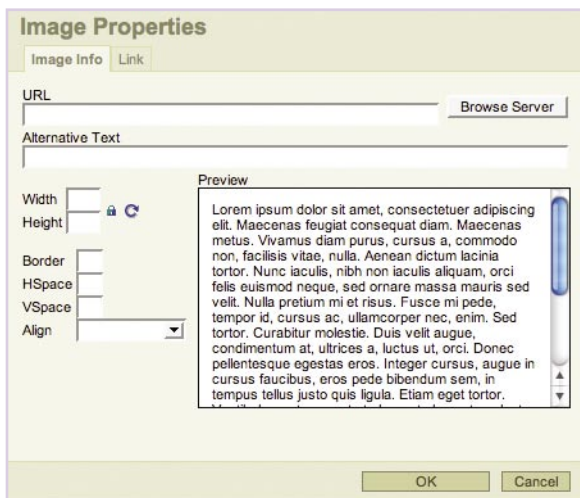 Image Properties
Image Info Link
URL
Browse Server
Alternative Text
Preview
Width
Height
Border
HSpace
VSpace
Align
Lorem ipsum dolor sit amet, consectetuer adipiscing
elit. Maecenas feugiat consequat diam. Maecenas
metus. Vivamus diam purus, cursus a, commodo
non, facilisis vitae, nulla. Aenean dictum lacinia
tortor. Nunc iaculis, nibh non iaculis aliquam, orci
felis euismod neque, sed ornare massa mauris sed
velit. Nulla pretium mi et risus. Fusce mi pede,
tempor id, cursus ac, ullamcorper nec, enim. Sed
tortor. Curabitur molestie. Duis velit augue,
condimentum at, ultrices a, luctus ut, orci. Donec
pellentesque egestas eros. Integer cursus, augue in
cursus faucibus, eros pede bibendum sem, in
tempus tellus justo quis ligula. Etiam eget tortor.
OK Cancel